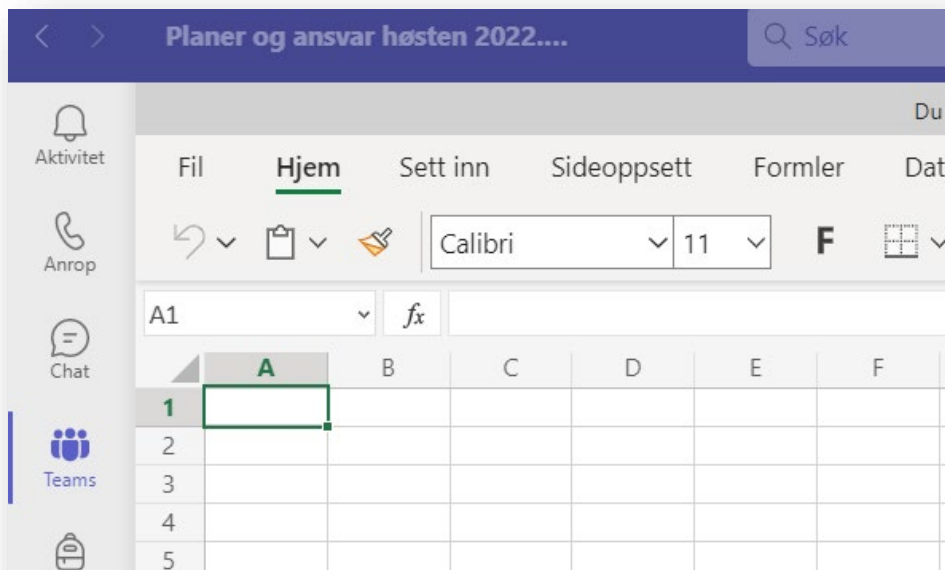 Planer og ansvar høsten 2022....
Søk
Du
Aktivitet
Fil Hjem Sett inn Sideoppsett Formler Dat
Anrop
Calibri 11 F
A1 fx
Chat
A B C D E F
1
2
Teams
3
4
5